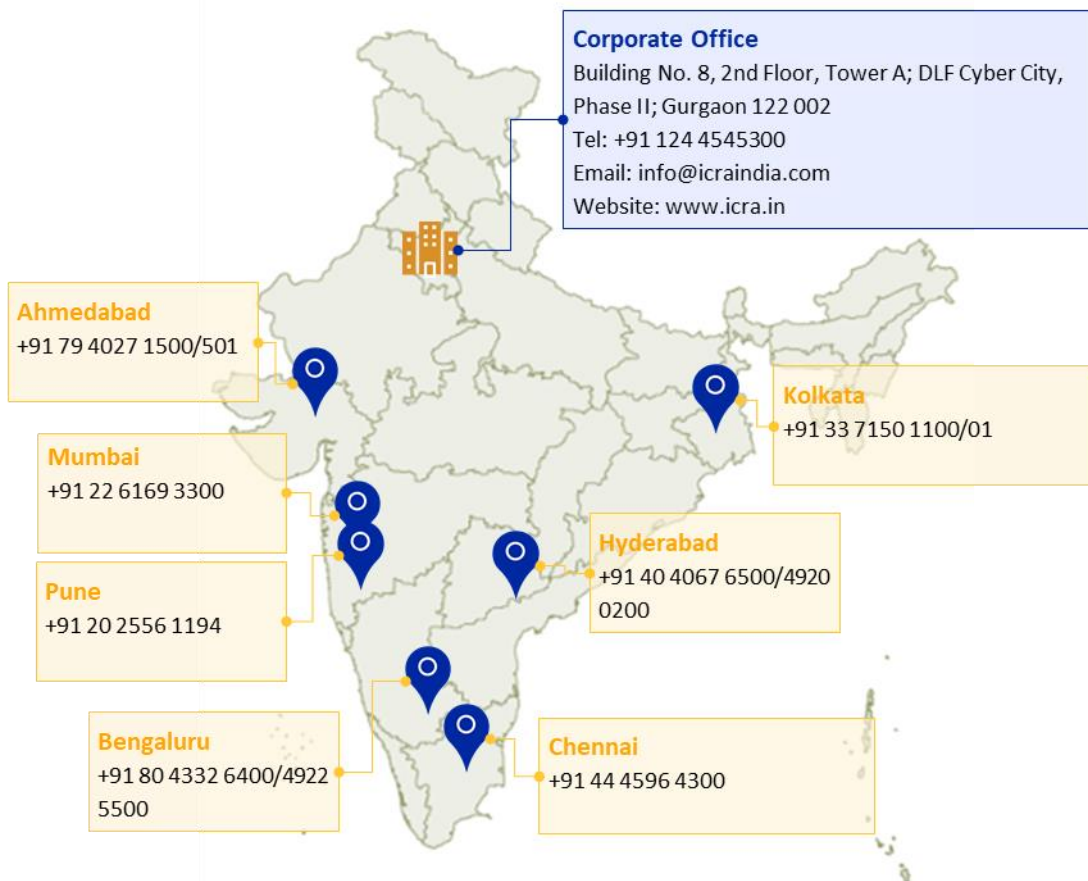 Corporate Office
Building No. 8, 2nd Floor, Tower A; DLF Cyber City,
Phase II; Gurgaon 122 002
Tel: +91 124 4545300
Email: info@icraindia.com
Website: www.icra.in
Ahmedabad
+91 79 4027 1500/501
Kolkata
+91 33 7150 1100/01
Mumbai
+91 22 6169 3300
Hyderabad
+91 40 4067 6500/4920
0200
Pune
+91 20 2556 1194
Bengaluru
+91 80 4332 6400/4922
5500
Chennai
+91 44 4596 4300